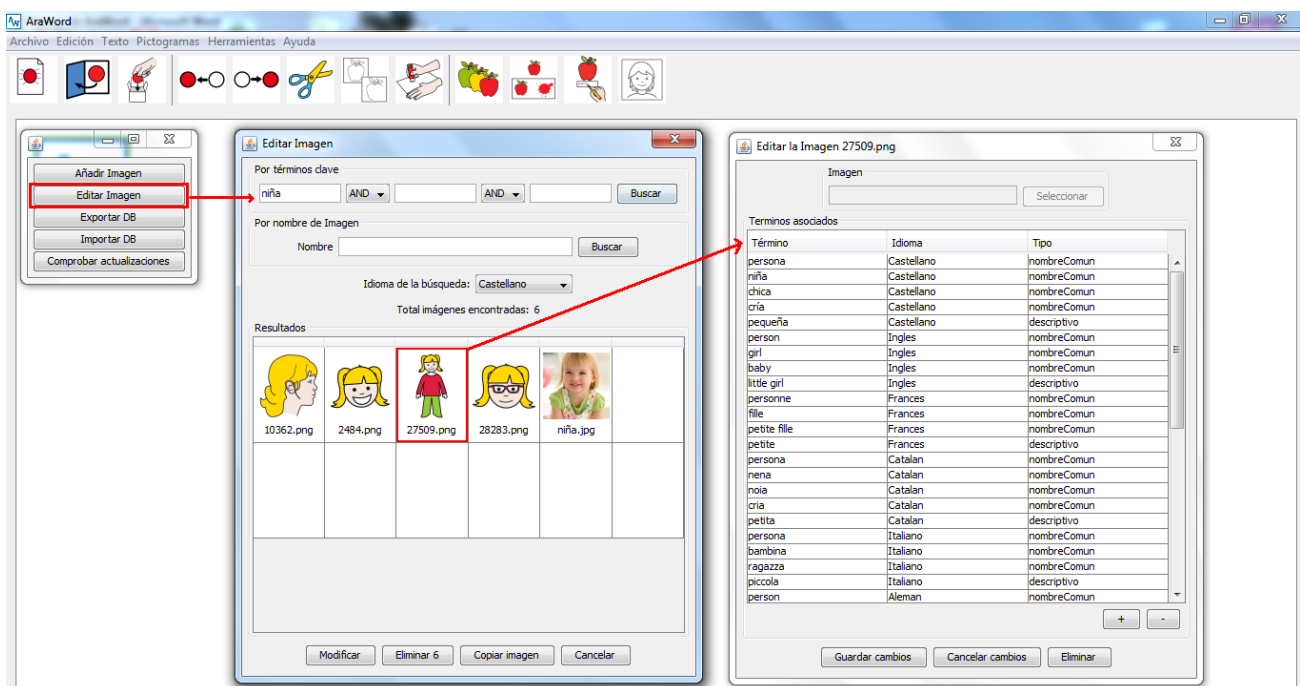 AraWord
Archivo Edición Texto Pictogramas Herramientas Ayuda
Añadir Imagen
Editar Imagen
Exportar DB
Importar DB
Comprobar actualizaciones
Editar Imagen
Por términos clave
niña AND AND Buscar
Por nombre de Imagen
Nombre Buscar
Idioma de la búsqueda: Castellano
Total imágenes encontradas: 6
Resultados
10362.png 2484.png 27509.png 28283.png niña.jpg
Modificar Eliminar 6 Copiar imagen Cancelar
Editar la Imagen 27509.png
Imagen
Seleccionar
Terminos asociados
Término Idioma Tipo
persona Castellano nombreComun
niña Castellano nombreComun
chica Castellano nombreComun
cría Castellano nombreComun
pequeña Castellano descriptivo
person Ingles nombreComun
girl Ingles nombreComun
baby Ingles nombreComun
little girl Ingles descriptivo
personne Frances nombreComun
fille Frances nombreComun
petite fille Frances nombreComun
petite Frances descriptivo
persona Catalan nombreComun
nena Catalan nombreComun
noia Catalan nombreComun
cria Catalan nombreComun
petita Catalan descriptivo
persona Italiano nombreComun
bambina Italiano nombreComun
ragazza Italiano nombreComun
piccola Italiano descriptivo
person Aleman nombreComun
+ -
Guardar cambios Cancelar cambios Eliminar